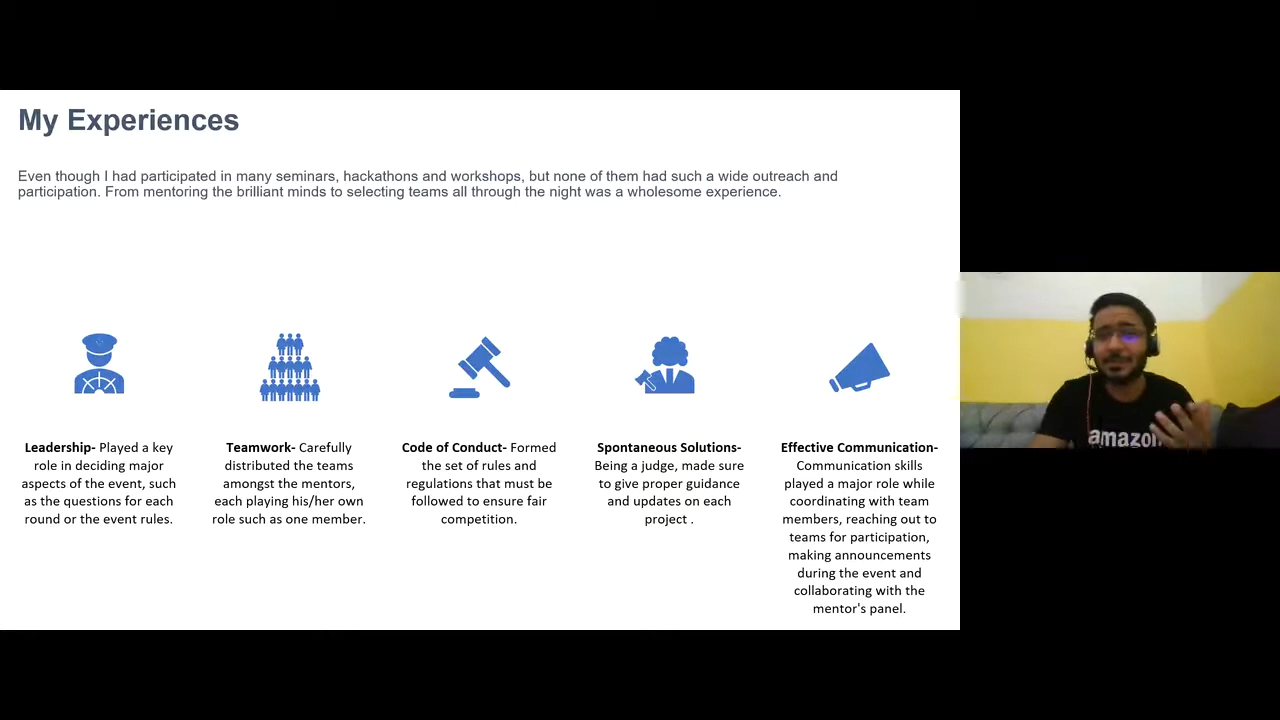 My Experiences
Even though I had participated in many seminars, hackathons and workshops, but none of them had such a wide outreach and
participation. From mentoring the brilliant minds to selecting teams all through the night was a wholesome experience.
Leadership- Played a key
role in deciding major
aspects of the event, such
as the questions for each
round or the event rules.
Teamwork- Carefully
distributed the teams
amongst the mentors,
each playing his/her own
role such as one member.
Code of Conduct- Formed
the set of rules and
regulations that must be
followed to ensure fair
competition.
Spontaneous Solutions-
Being a judge, made sure
to give proper guidance
and updates on each
project .
Effective Communication-
Communication skills
played a major role while
coordinating with team
members, reaching out to
teams for participation,
making announcements
during the event and
collaborating with the
mentor's panel.
amazon